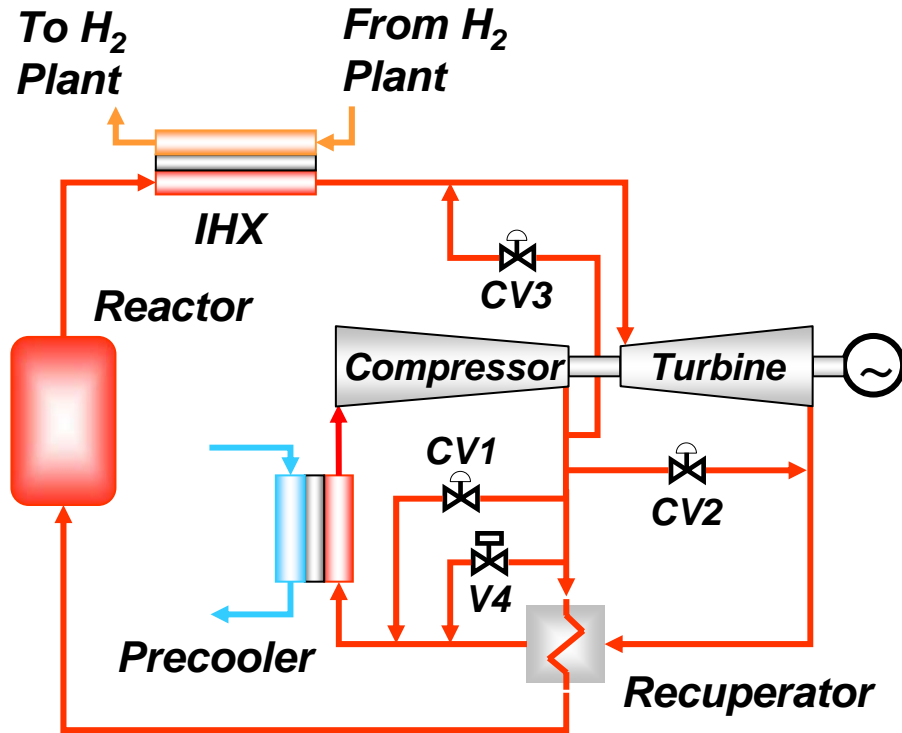 To H2
Plant
From H2
Plant
IHX
CV3
Reactor
Compressor
Turbine
~
CV1
CV2
V4
Precooler
Recuperator